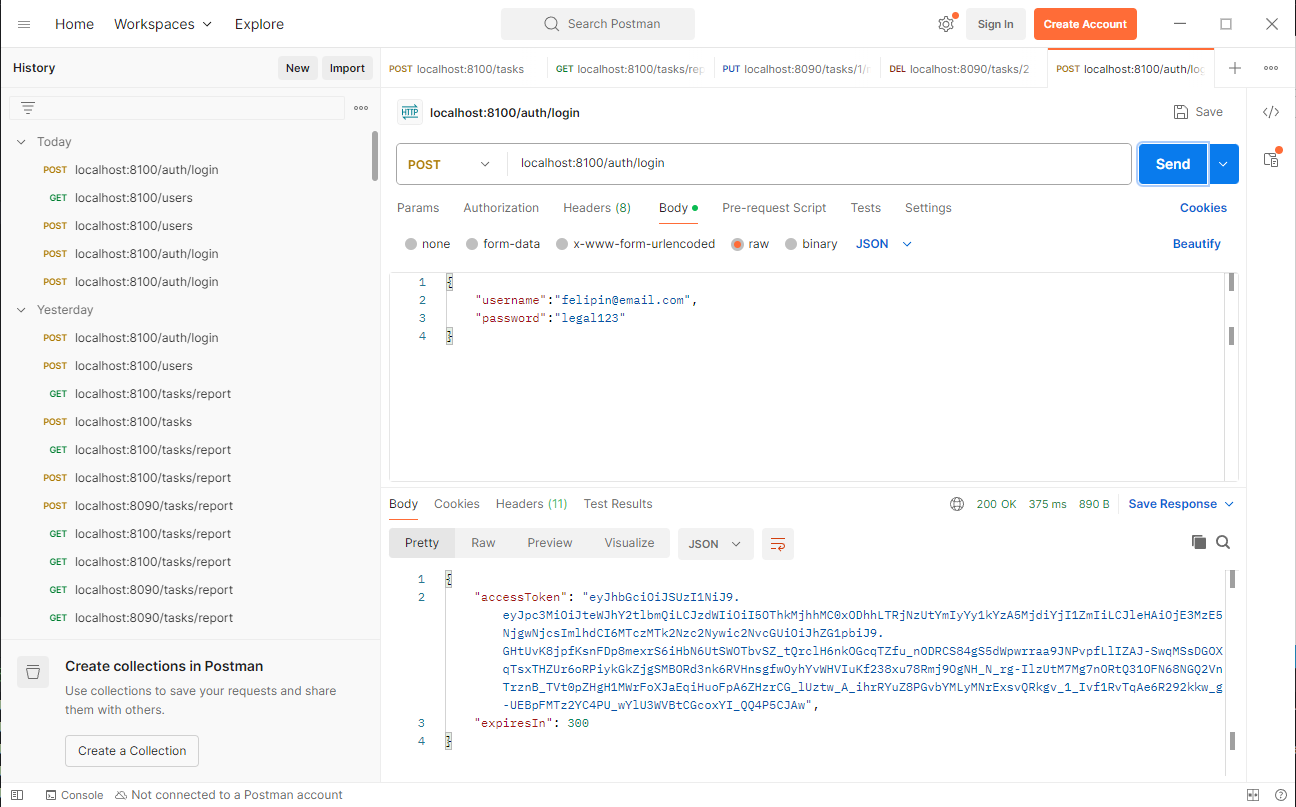 Home Workspaces Explore Search Postman Sign In Create Account
History New Import
POST localhost:8100/tasks GET localhost:8100/tasks/rep PUT localhost:8090/tasks/1/r DEL localhost:8090/tasks/2 POST localhost:8100/auth/log
HTTP localhost:8100/auth/login Save
Today
POST localhost:8100/auth/login
GET localhost:8100/users
POST localhost:8100/users
POST localhost:8100/auth/login
POST localhost:8100/auth/login
Yesterday
POST localhost:8100/auth/login
POST localhost:8100/users
GET localhost:8100/tasks/report
POST localhost:8100/tasks
GET localhost:8100/tasks/report
POST localhost:8100/tasks/report
POST localhost:8090/tasks/report
GET localhost:8100/tasks/report
GET localhost:8100/tasks/report
GET localhost:8090/tasks/report
GET localhost:8090/tasks/report
Create collections in Postman
Use collections to save your requests and share
them with others.
Create a Collection
POST localhost:8100/auth/login Send
Params Authorization Headers (8) Body Pre-request Script Tests Settings Cookies
none form-data x-www-form-urlencoded raw binary JSON Beautify
1 {
2 "username":"felipin@email.com",
3 "password":"legal123"
4 }
Body Cookies Headers (11) Test Results 200 OK 375 ms 890 B Save Response
Pretty Raw Preview Visualize JSON
1 {
2 "accessToken": "eyJhbGciOiJSUzI1NiJ9.
eyJpc3MiOiJteWJhY2tlbmQiLCJzdWIiOiI5OThkMjhhMC0xODhhLTRjNzUtYmIyYy1kYzA5MjdiYjI1ZmIiLCJleHAiOjE3MzE5
NjgwNjcsImlhdCI6MTczMTk2Nzc2Nywic2NvcGUiOiJhZG1pbiJ9.
GHtUvK8jpfKsnFDp8mexrS6iHbN6UtSWOTbvSZ_tQrclH6nkOGcqTZfu_nODRCS84gS5dWpwrraa9JNPvpfLlIZAJ-SwqMSsDGOX
qTsxTHZUr6oRPiykGkZjgSMBORd3nk6RVHnsgfwOyhYvWHVIuKf238xu78Rmj9OgNH_N_rg-IlzUtM7Mg7nORtQ31OFN68NGQ2Vn
TrznB_TVt0pZHgH1MWrFoXJaEqiHuoFpA6ZHzrCG_lUztw_A_ihrRYuZ8PGvbYMLyMNrExsvQRkgv_1_Ivf1RvTqAe6R292kkw_g
-UEBpFMTz2YC4PU_wYlU3WVBtCGcoxYI_QQ4P5CJAw",
3 "expiresIn": 300
4 }
Console Not connected to a Postman account